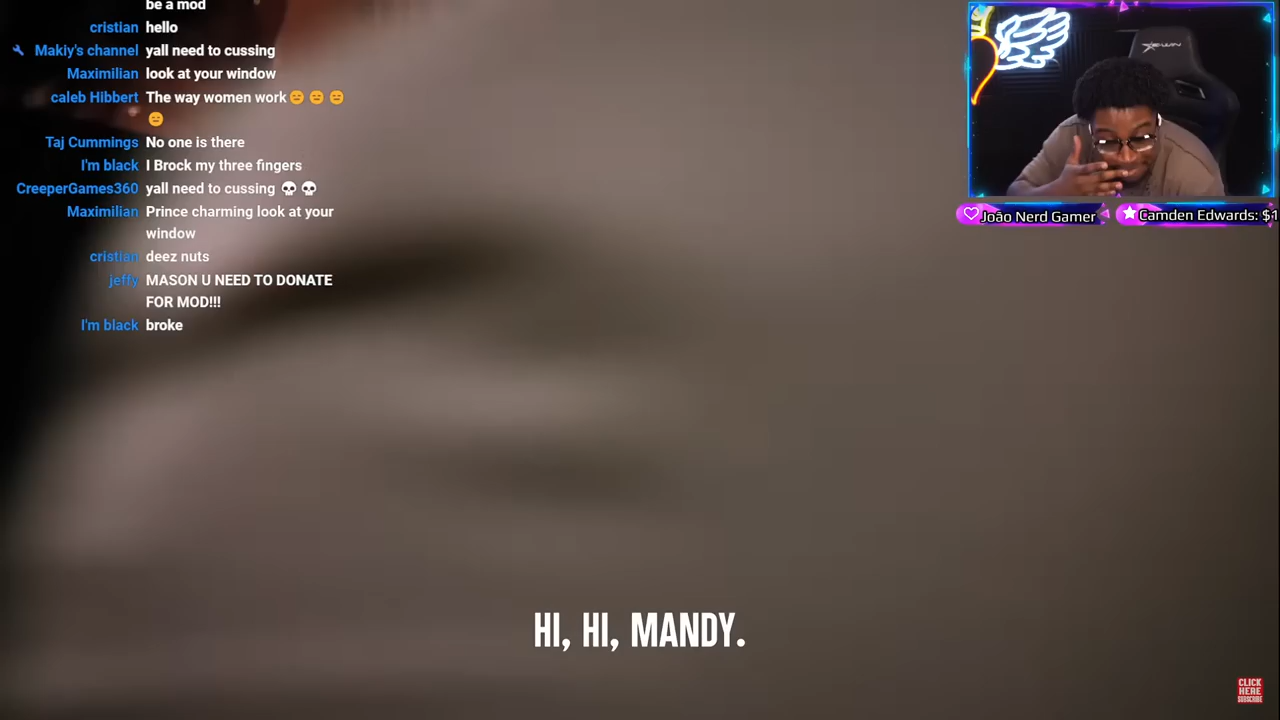 be a mod
cristian hello
Makiy's channel yall need to cussing
Maximilian look at your window
caleb Hibbert The way women work😑 😑 😑
😑
Taj Cummings No one is there
I'm black I Brock my three fingers
CreeperGames360 yall need to cussing 💀 💀
Maximilian Prince charming look at your
window
cristian deez nuts
jeffy MASON U NEED TO DONATE
FOR MOD!!!
I'm black broke
EWIN
João Nerd Gamer
Camden Edwards: $1
HI, HI, MANDY.
CLICK
HERE
SUBSCRIBE